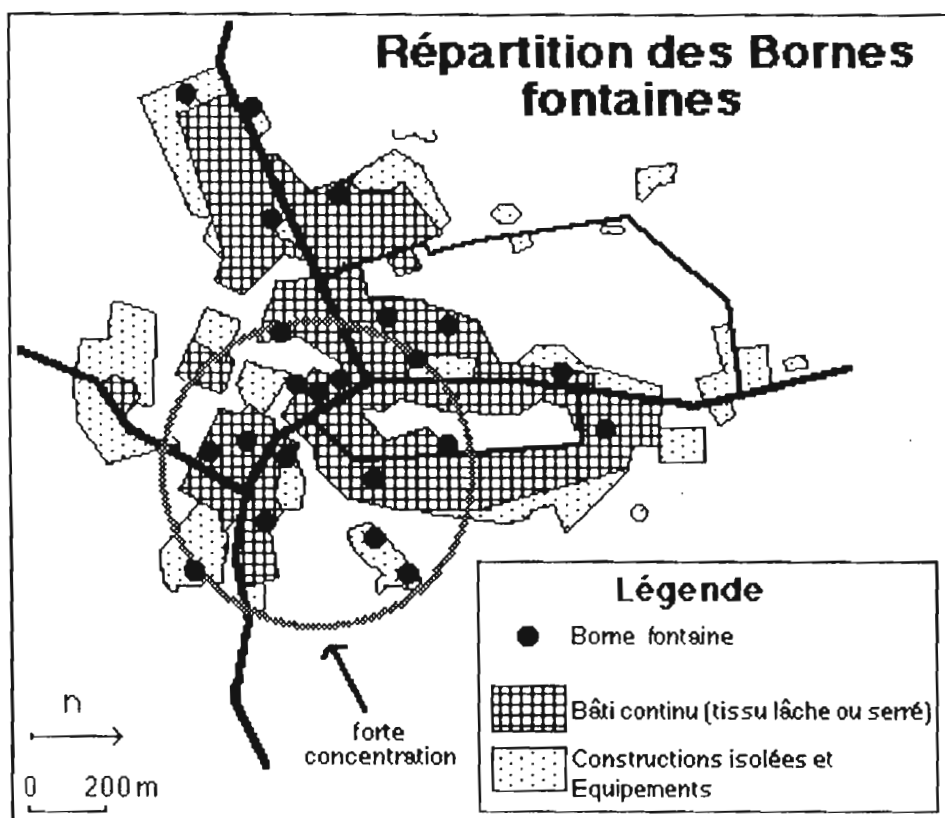 Répartition des Bornes
fontaines
Légende
Borne fontaine
Bâti continu (tissu lâche ou serré)
Constructions isolées et
Equipements
forte
concentration
n
0 200 m